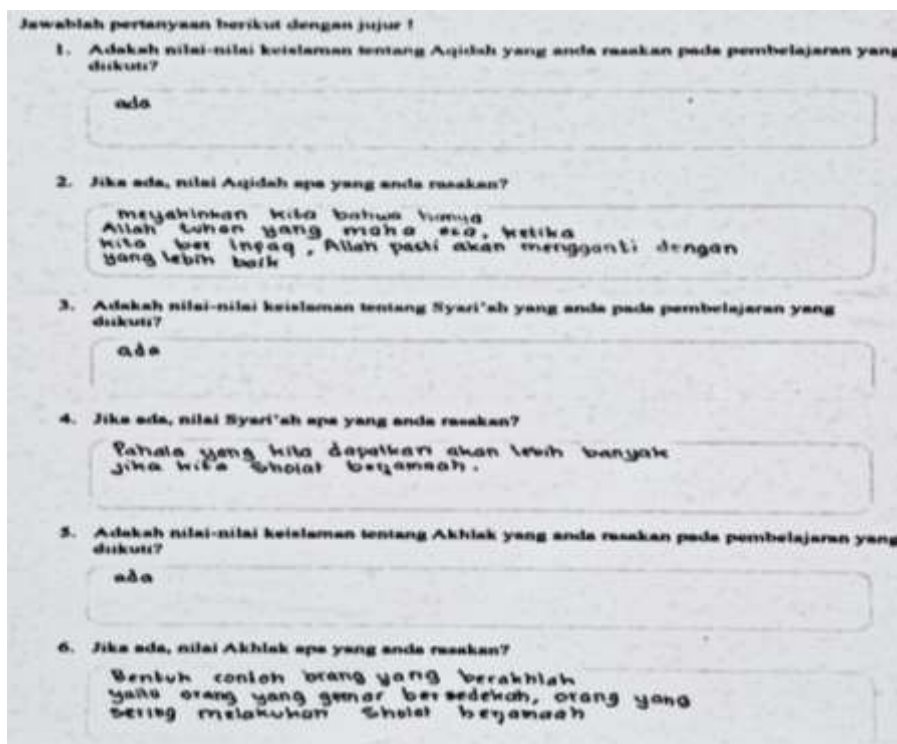 Jawablah pertanyaan berikut dengan jujur !
1. Adakah nilai-nilai keislaman tentang Aqidah yang anda rasakan pada pembelajaran yang
diikuti?
ada
2. Jika ada, nilai Aqidah apa yang anda rasakan?
meyakinkan kita bahwa hanya
Allah tuhan yang maha esa, ketika
kita ber inpaq, Allah pasti akan mengganti dengan
yang lebih baik
3. Adakah nilai-nilai keislaman tentang Syari'ah yang anda pada pembelajaran yang
diikuti?
ada
4. Jika ada, nilai Syari'ah apa yang anda rasakan?
Pahala yang kita dapatkan akan lebih banyak
jika kita sholat berjamaah.
5. Adakah nilai-nilai keislaman tentang Akhlak yang anda rasakan pada pembelajaran yang
diikuti?
ada
6. Jika ada, nilai Akhlak apa yang anda rasakan?
Bentuk contoh orang yang berakhlak
yaitu orang yang gemar bersedekah, orang yang
sering melakukan sholat berjamaah